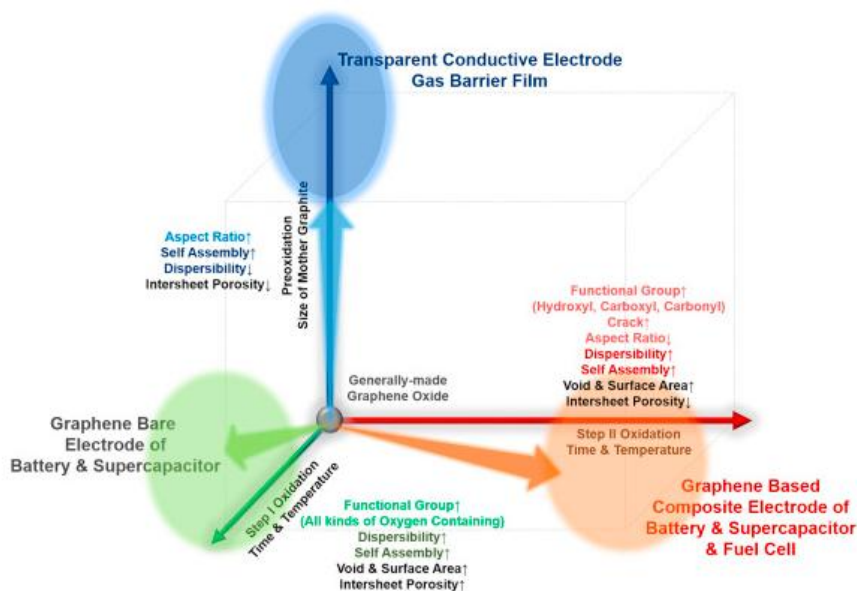 Transparent Conductive Electrode
Gas Barrier Film
Preoxidation
Size of Mother Graphite
Aspect Ratio↑
Self Assembly↑
Dispersibility↓
Intersheet Porosity↓
Functional Group↑
(Hydroxyl, Carboxyl, Carbonyl)
Crack↑
Aspect Ratio↓
Dispersibility↑
Self Assembly↑
Void & Surface Area↑
Intersheet Porosity↓
Generally-made
Graphene Oxide
Graphene Bare
Electrode of
Battery & Supercapacitor
Step II Oxidation
Time & Temperature
Step I Oxidation
Time & Temperature
Graphene Based
Composite Electrode of
Battery & Supercapacitor
& Fuel Cell
Functional Group↑
(All kinds of Oxygen Containing)
Dispersibility↑
Self Assembly↑
Void & Surface Area↑
Intersheet Porosity↑